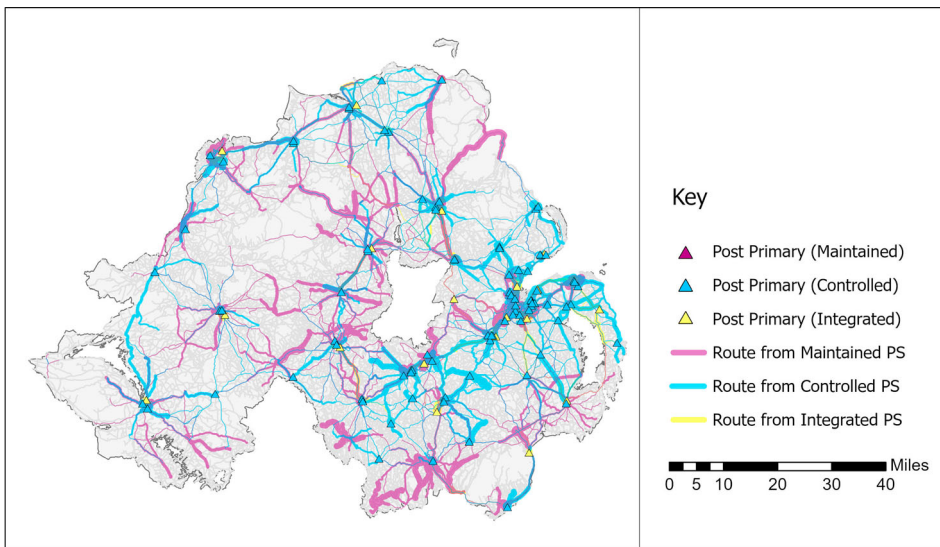 Key
Post Primary (Maintained)
Post Primary (Controlled)
Post Primary (Integrated)
Route from Maintained PS
Route from Controlled PS
Route from Integrated PS
Miles
0 5 10 20 30 40